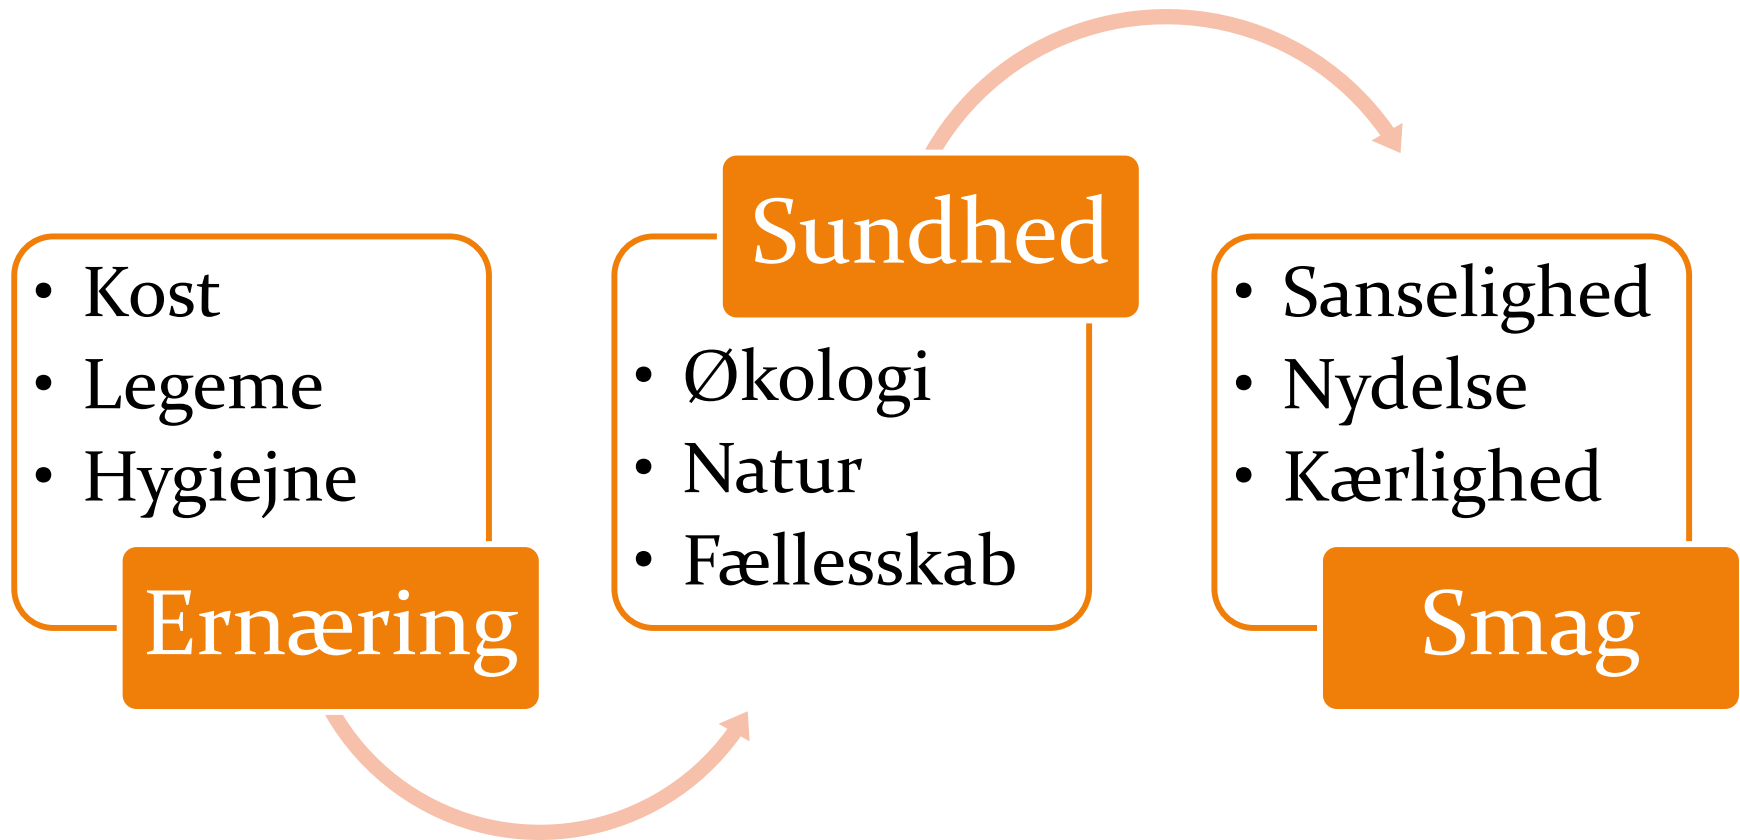 • Kost
• Legeme
• Hygiejne
Ernæring
Sundhed
• Økologi
• Natur
• Fællesskab
• Sanselighed
• Nydelse
• Kærlighed
Smag